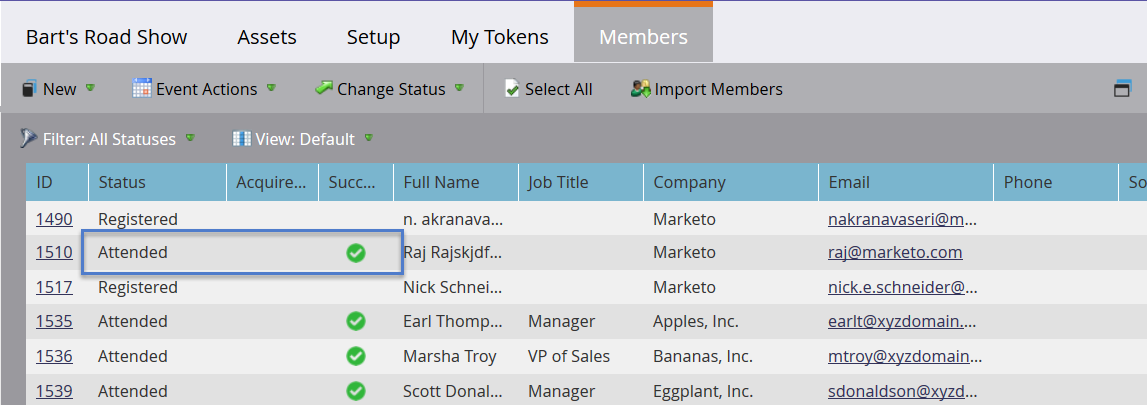 Bart's Road Show Assets Setup My Tokens Members
New Event Actions Change Status Select All Import Members
Filter: All Statuses View: Default
ID Status Acquire... Succ... Full Name Job Title Company Email Phone So
1490 Registered n. akranava... Marketo nakranavaseri@m...
1510 Attended Raj Rajskjdf... Marketo raj@marketo.com
1517 Registered Nick Schnei... Marketo nick.e.schneider@...
1535 Attended Earl Thomp... Manager Apples, Inc. earlt@xyzdomain....
1536 Attended Marsha Troy VP of Sales Bananas, Inc. mtroy@xyzdomain...
1539 Attended Scott Donal... Manager Eggplant, Inc. sdonaldson@xyzd...